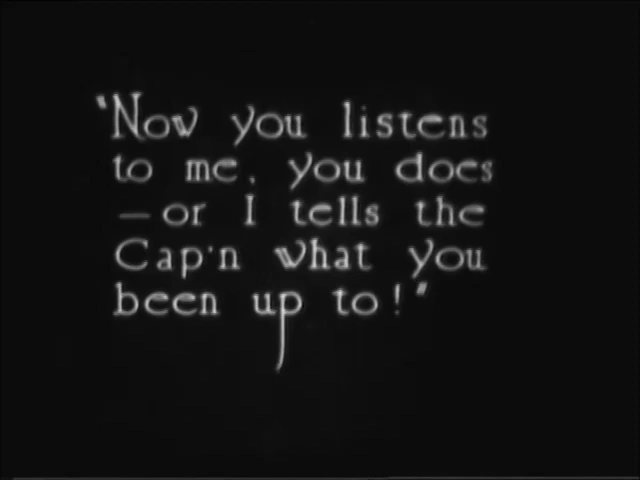 "Now you listens
to me, you does
—or I tells the
Cap'n what you
been up to!"